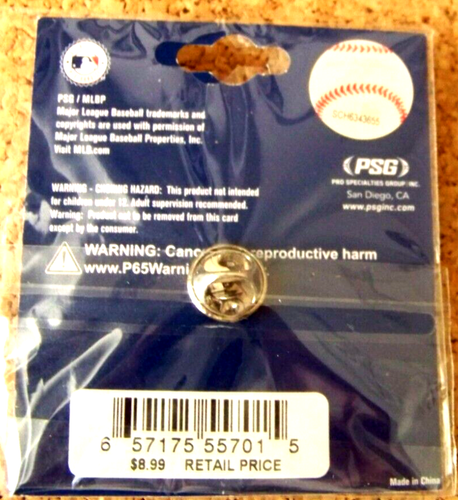 PSG / MLBP
Major League Baseball trademarks and
copyrights are used with permission of
Major League Baseball Properties, Inc.
Visit MLB.com
PSG
PRO SPECIALTIES GROUP INC.
San Diego, CA
www.psginc.com
WARNING - CHOKING HAZARD: This product not intended
for children under 13. Adult supervision recommended.
Warning: Product not to be removed from this card
except by the consumer.
WARNING: Canc reproductive harm
www.P65Warni
6 57175 55701 5
$8.99 RETAIL PRICE
Made in China